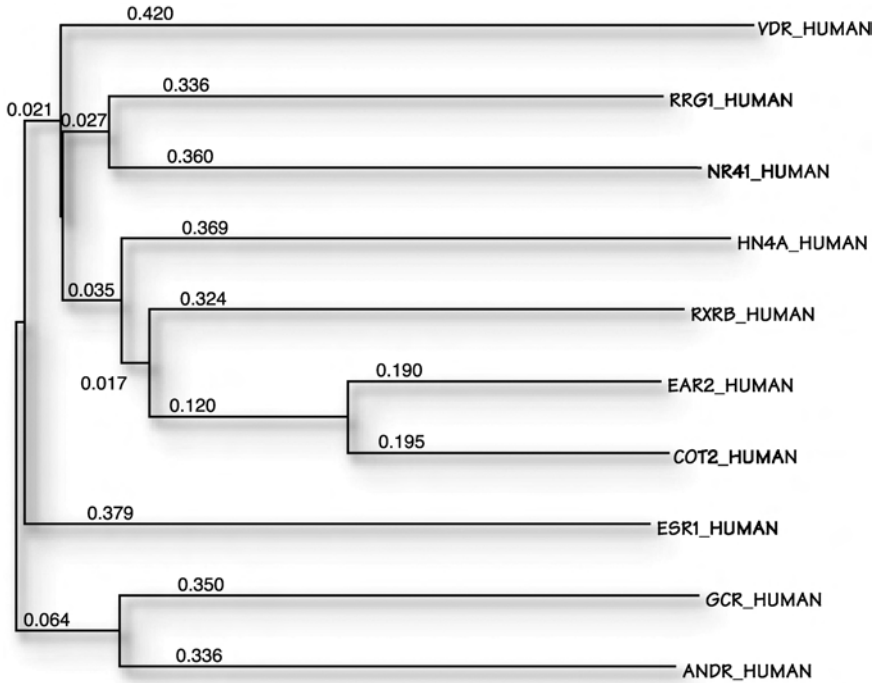 0.420
VDR_HUMAN
0.336
RRG1_HUMAN
0.021
0.027
0.360
NR41_HUMAN
0.369
HN4A_HUMAN
0.035
0.324
RXRB_HUMAN
0.017
0.190
EAR2_HUMAN
0.120
0.195
COT2_HUMAN
0.379
ESR1_HUMAN
0.350
GCR_HUMAN
0.064
0.336
ANDR_HUMAN